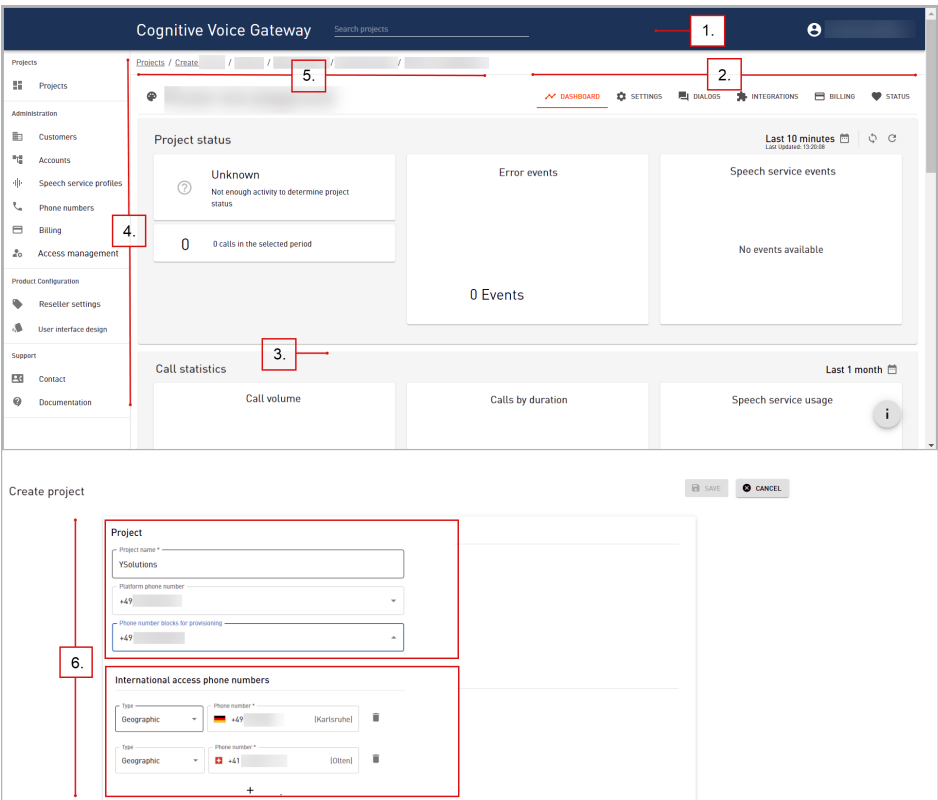 Cognitive Voice Gateway Search projects 1.
Projects
Projects
Administration
Customers
Accounts
Speech service profiles
Phone numbers
Billing
Access management
Product Configuration
Reseller settings
User interface design
Support
Contact
Documentation
4.
Projects / Create / / / /
5.
2.
DASHBOARD SETTINGS DIALOGS INTEGRATIONS BILLING STATUS
Project status
Last 10 minutes
Last Updated: 13:20:08
Unknown
Not enough activity to determine project
status
0 0 calls in the selected period
Error events
0 Events
Speech service events
No events available
3.
Call statistics
Last 1 month
Call volume
Calls by duration
Speech service usage
i
Create project
SAVE CANCEL
6.
Project
Project name *
YSolutions
Platform phone number
+49
Phone number blocks for provisioning
+49
International access phone numbers
Type Phone number *
Geographic +49 (Karlsruhe)
Type Phone number *
Geographic +41 (Olten)
+